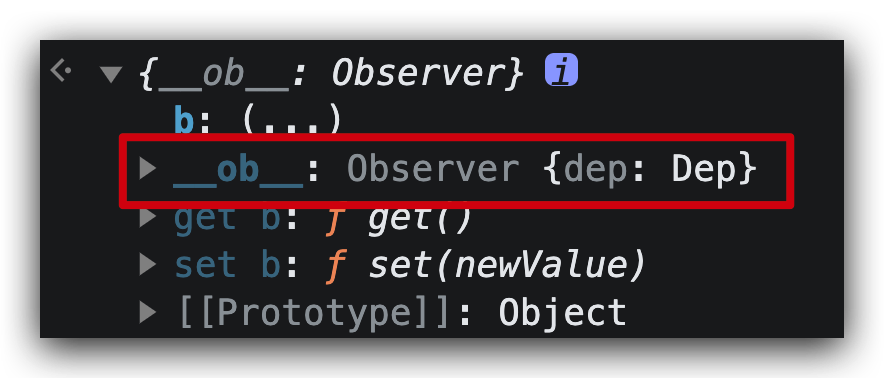 {__ob__: Observer} i
b: (...)
__ob__: Observer {dep: Dep}
get b: ƒ get()
set b: ƒ set(newValue)
[[Prototype]]: Object